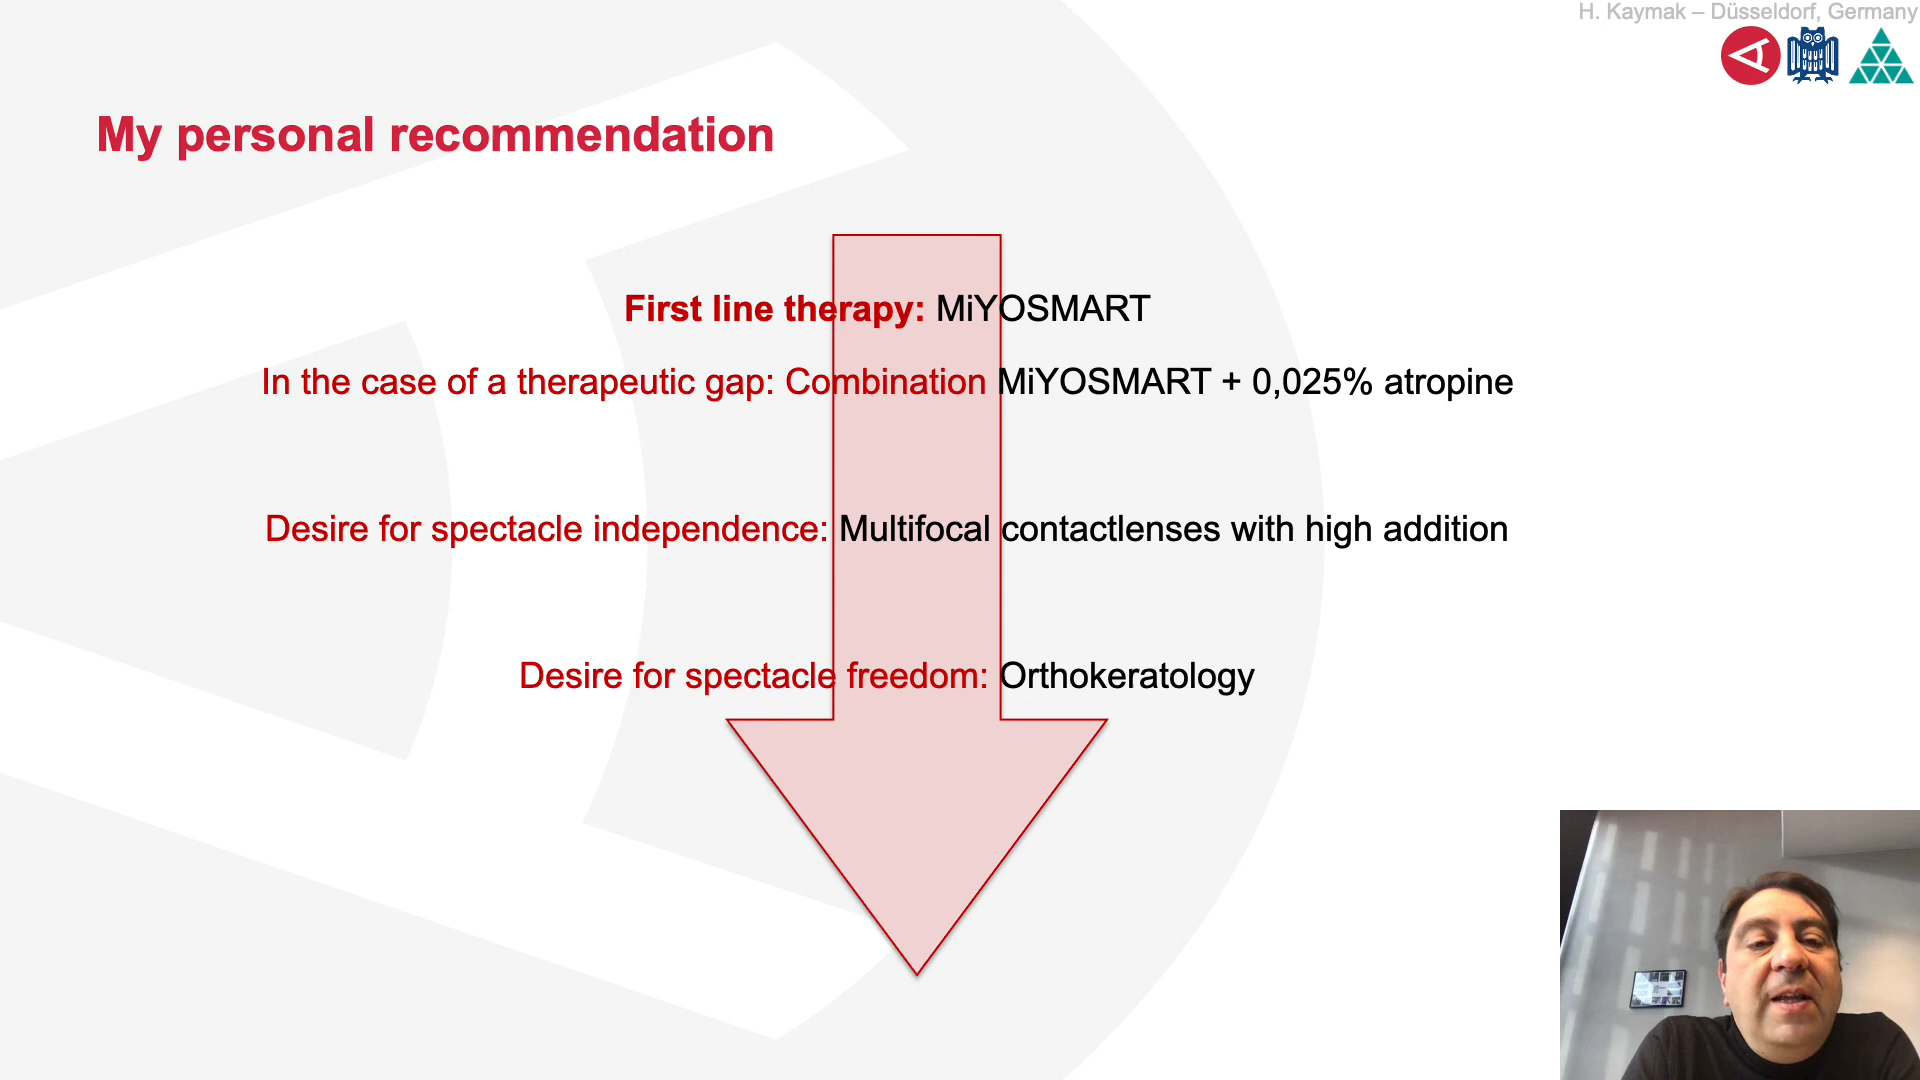 H. Kaymak – Düsseldorf, Germany
My personal recommendation
First line therapy: MiYOSMART
In the case of a therapeutic gap: Combination MiYOSMART + 0,025% atropine
Desire for spectacle independence: Multifocal contactlenses with high addition
Desire for spectacle freedom: Orthokeratology